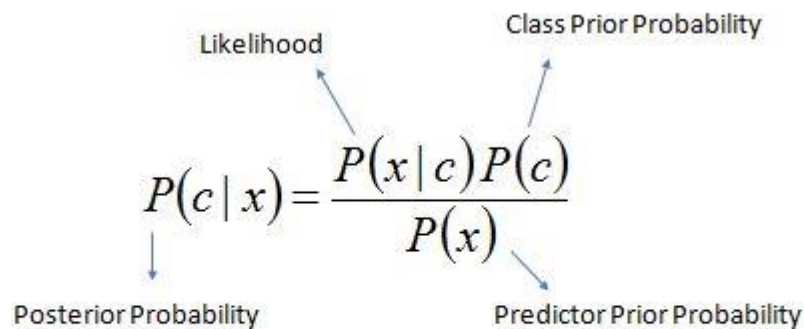 Class Prior Probability
Likelihood
P(c | x) = P(x | c)P(c) / P(x)
Posterior Probability
Predictor Prior Probability